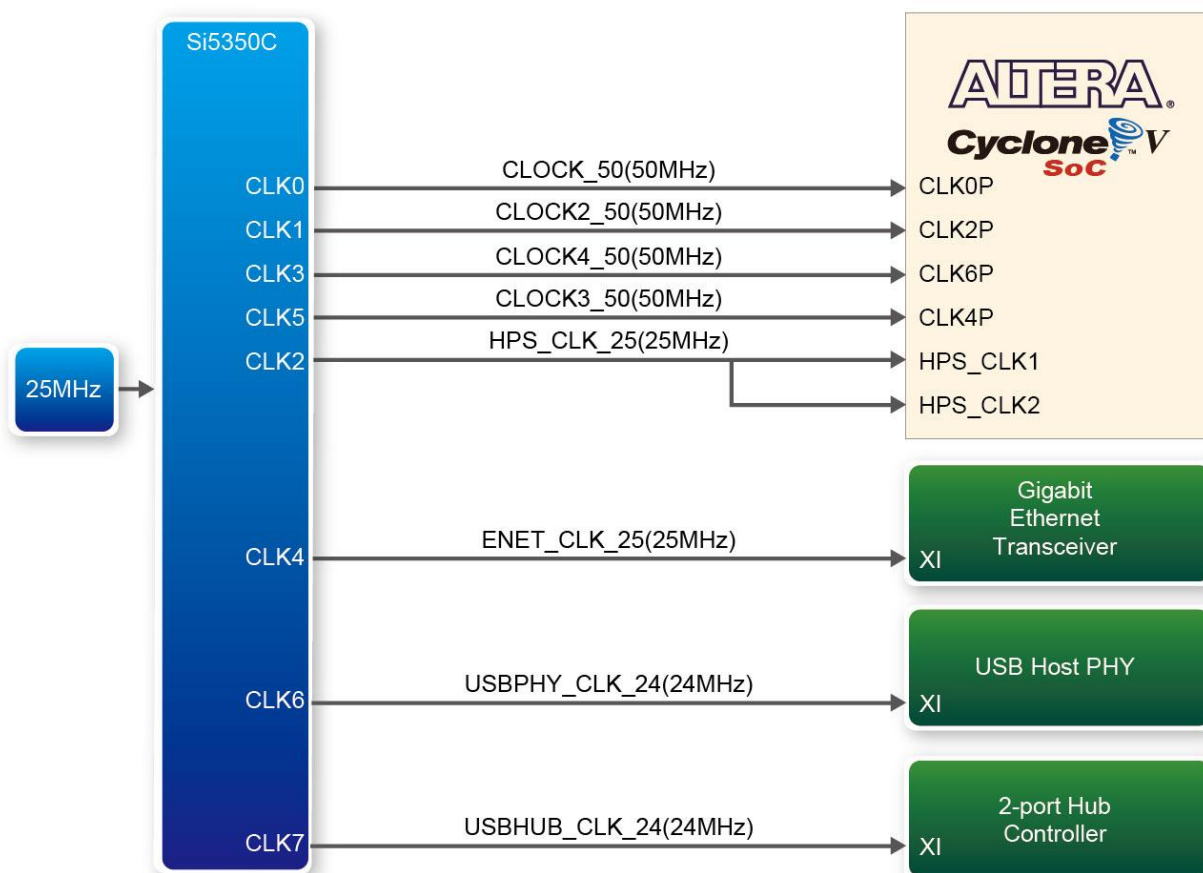 Si5350C
ALTERA®
Cyclone™ V
SoC
CLK0 CLOCK_50(50MHz) CLK0P
CLK1 CLOCK2_50(50MHz) CLK2P
CLK3 CLOCK4_50(50MHz) CLK6P
CLK5 CLOCK3_50(50MHz) CLK4P
CLK2 HPS_CLK_25(25MHz) HPS_CLK1
25MHz
HPS_CLK2
Gigabit
Ethernet
Transceiver
CLK4 ENET_CLK_25(25MHz) XI
USB Host PHY
CLK6 USBPHY_CLK_24(24MHz) XI
2-port Hub
Controller
CLK7 USBHUB_CLK_24(24MHz) XI